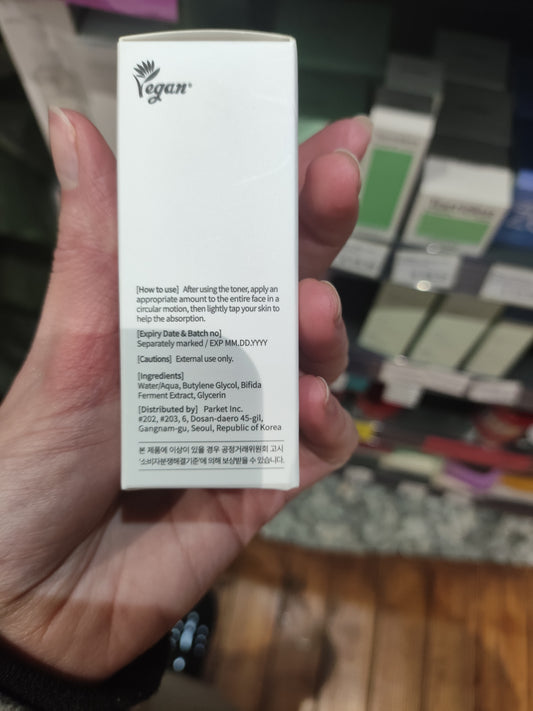 Vegan
[How to use] After using the toner, apply an
appropriate amount to the entire face in a
circular motion, then lightly tap your skin to
help the absorption.
[Expiry Date & Batch no]
Separately marked / EXP MM.DD.YYYY
[Cautions] External use only.
[Ingredients]
Water/Aqua, Butylene Glycol, Bifida
Ferment Extract, Glycerin
[Distributed by] Parket Inc.
#202, #203, 6, Dosan-daero 45-gil,
Gangnam-gu, Seoul, Republic of Korea
본 제품에 이상이 있을 경우 공정거래위원회 고시
'소비자분쟁해결기준'에 의해 보상받을 수 있습니다.